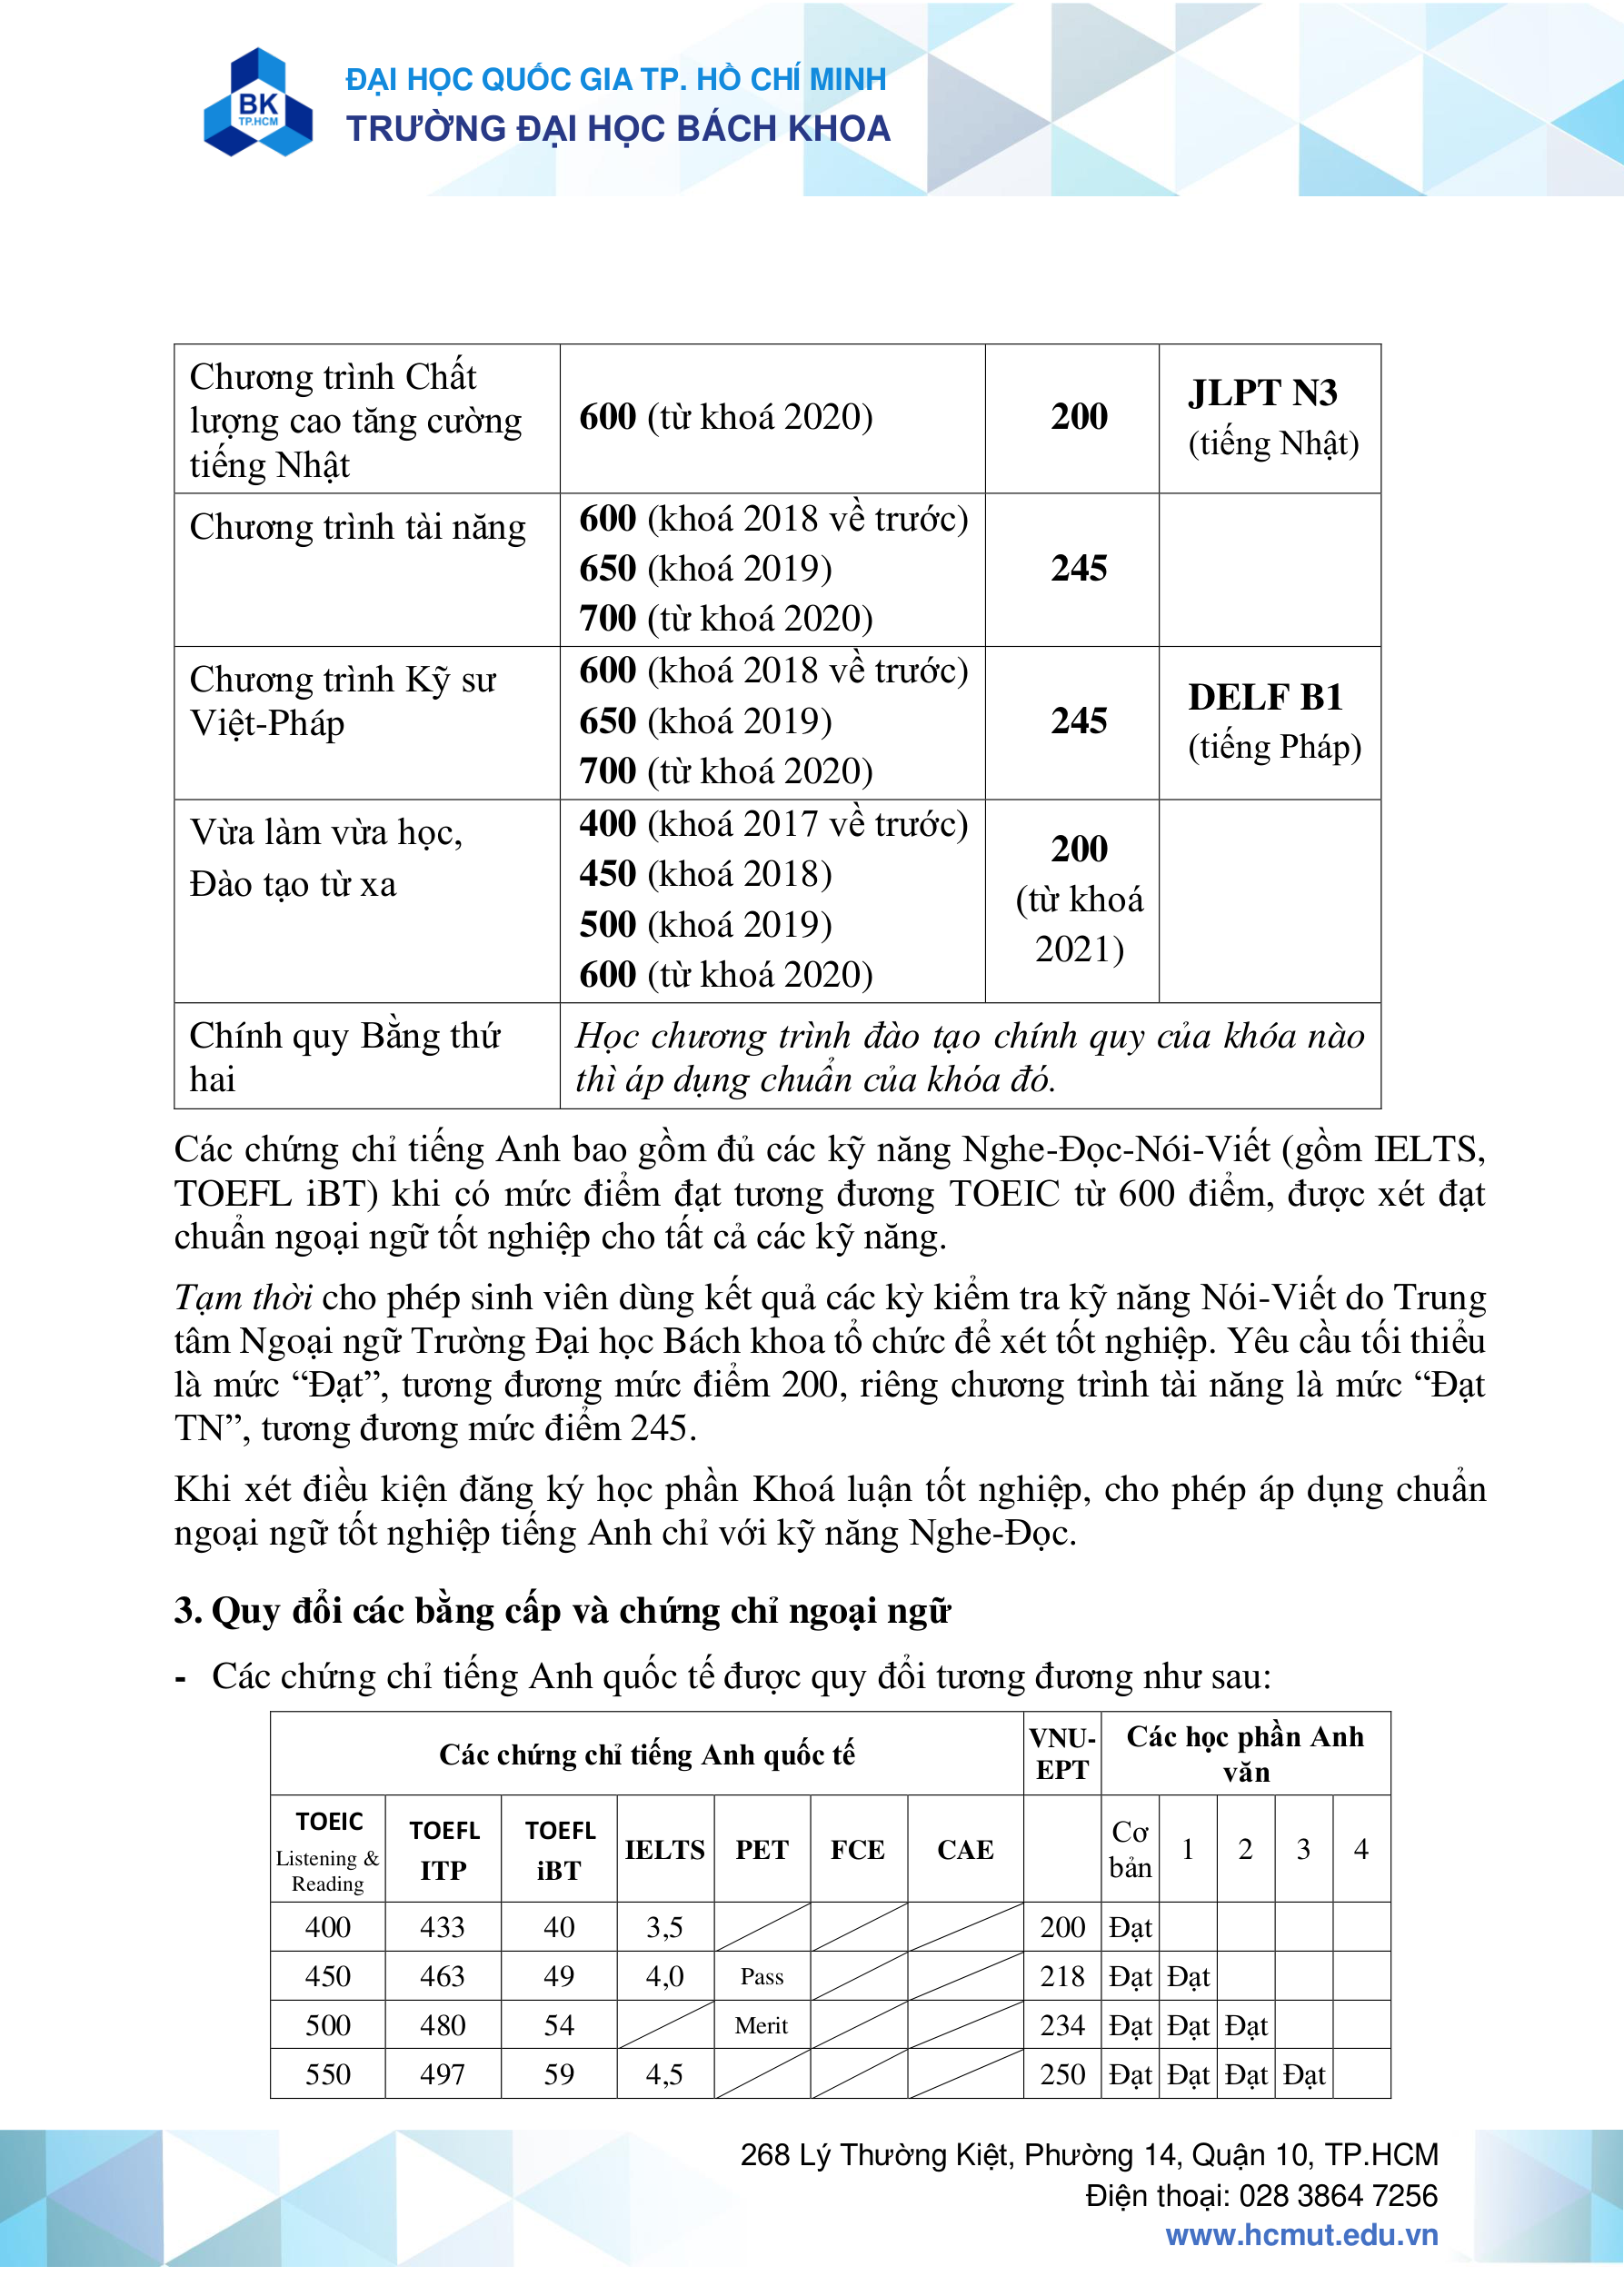 BK
TP.HCM
ĐẠI HỌC QUỐC GIA TP. HỒ CHÍ MINH
TRƯỜNG ĐẠI HỌC BÁCH KHOA
Chương trình Chất
lượng cao tăng cường
tiếng Nhật
600 (từ khoá 2020)
200
JLPT N3
(tiếng Nhật)
Chương trình tài năng
600 (khoá 2018 về trước)
650 (khoá 2019)
700 (từ khoá 2020)
245
Chương trình Kỹ sư
Việt-Pháp
600 (khoá 2018 về trước)
650 (khoá 2019)
700 (từ khoá 2020)
245
DELF B1
(tiếng Pháp)
Vừa làm vừa học,
Đào tạo từ xa
400 (khoá 2017 về trước)
450 (khoá 2018)
500 (khoá 2019)
600 (từ khoá 2020)
200
(từ khoá
2021)
Chính quy Bằng thứ
hai
Học chương trình đào tạo chính quy của khóa nào
thì áp dụng chuẩn của khóa đó.
Các chứng chỉ tiếng Anh bao gồm đủ các kỹ năng Nghe-Đọc-Nói-Viết (gồm IELTS,
TOEFL iBT) khi có mức điểm đạt tương đương TOEIC từ 600 điểm, được xét đạt
chuẩn ngoại ngữ tốt nghiệp cho tất cả các kỹ năng.
Tạm thời cho phép sinh viên dùng kết quả các kỳ kiểm tra kỹ năng Nói-Viết do Trung
tâm Ngoại ngữ Trường Đại học Bách khoa tổ chức để xét tốt nghiệp. Yêu cầu tối thiểu
là mức “Đạt”, tương đương mức điểm 200, riêng chương trình tài năng là mức “Đạt
TN”, tương đương mức điểm 245.
Khi xét điều kiện đăng ký học phần Khoá luận tốt nghiệp, cho phép áp dụng chuẩn
ngoại ngữ tốt nghiệp tiếng Anh chỉ với kỹ năng Nghe-Đọc.
3. Quy đổi các bằng cấp và chứng chỉ ngoại ngữ
- Các chứng chỉ tiếng Anh quốc tế được quy đổi tương đương như sau:
Các chứng chỉ tiếng Anh quốc tế
VNU-
EPT
Các học phần Anh
văn
TOEIC
Listening &
Reading
TOEFL
ITP
TOEFL
iBT
IELTS
PET
FCE
CAE
Cơ
bản
1
2
3
4
400 433 40 3,5 200 Đạt
450 463 49 4,0 Pass 218 Đạt Đạt
500 480 54 Merit 234 Đạt Đạt Đạt
550 497 59 4,5 250 Đạt Đạt Đạt Đạt
268 Lý Thường Kiệt, Phường 14, Quận 10, TP.HCM
Điện thoại: 028 3864 7256
www.hcmut.edu.vn